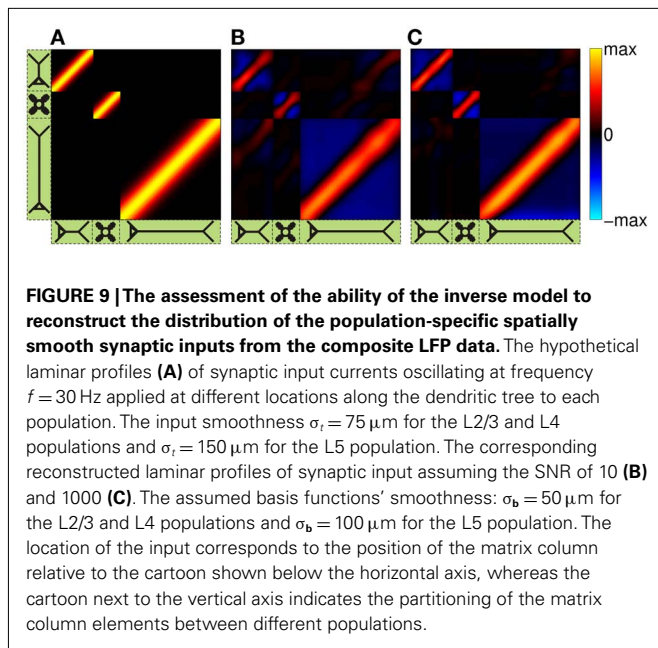 A B C
max
0
−max
FIGURE 9 | The assessment of the ability of the inverse model to
reconstruct the distribution of the population-specific spatially
smooth synaptic inputs from the composite LFP data. The hypothetical
laminar profiles (A) of synaptic input currents oscillating at frequency
f = 30 Hz applied at different locations along the dendritic tree to each
population. The input smoothness σt = 75 μm for the L2/3 and L4
populations and σt = 150 μm for the L5 population. The corresponding
reconstructed laminar profiles of synaptic input assuming the SNR of 10 (B)
and 1000 (C). The assumed basis functions' smoothness: σb = 50 μm for
the L2/3 and L4 populations and σb = 100 μm for the L5 population. The
location of the input corresponds to the position of the matrix column
relative to the cartoon shown below the horizontal axis, whereas the
cartoon next to the vertical axis indicates the partitioning of the matrix
column elements between different populations.